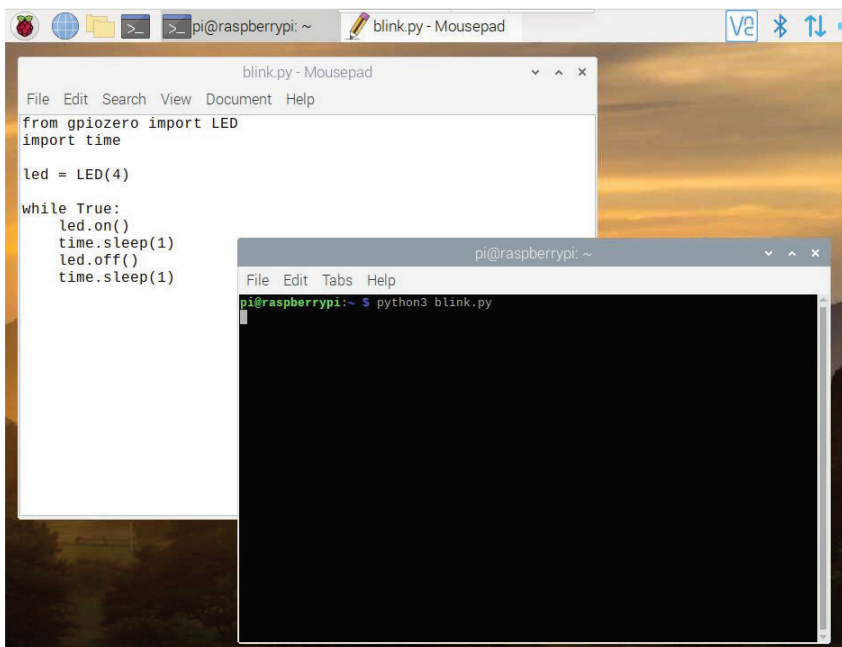 pi@raspberrypi: ~
blink.py - Mousepad
blink.py - Mousepad
File Edit Search View Document Help
from gpiozero import LED
import time
led = LED(4)
while True:
    led.on()
    time.sleep(1)
    led.off()
    time.sleep(1)
pi@raspberrypi: ~
File Edit Tabs Help
pi@raspberrypi:~ $ python3 blink.py